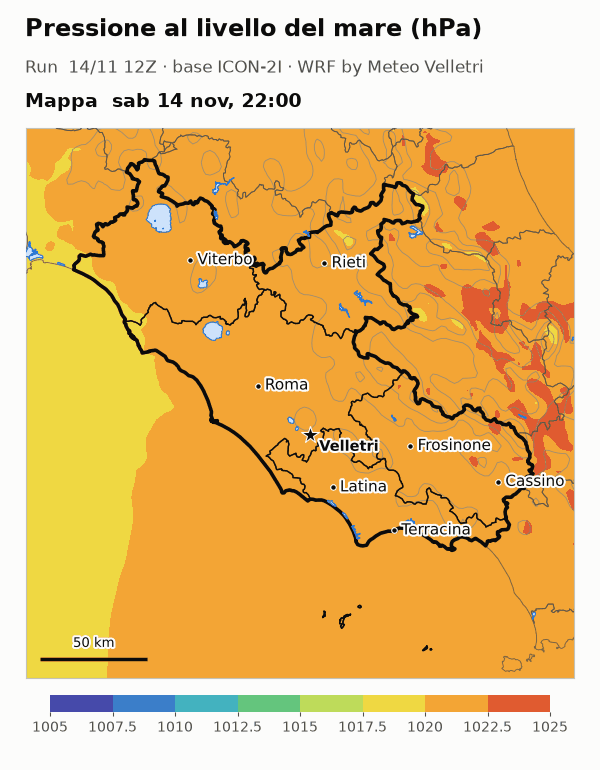 Pressione al livello del mare (hPa)
Run 14/11 12Z · base ICON-2I · WRF by Meteo Velletri
Mappa sab 14 nov, 22:00
Viterbo
Rieti
Roma
Velletri
Frosinone
Latina
Cassino
Terracina
50 km
1005 1007.5 1010 1012.5 1015 1017.5 1020 1022.5 1025